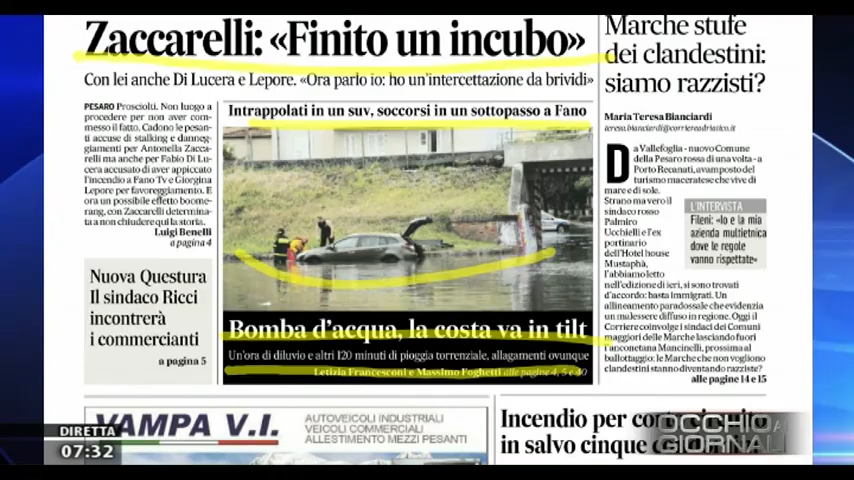 Zaccarelli: «Finito un incubo»
Con lei anche Di Lucera e Lepore. «Ora parlo io: ho un'intercettazione da brividi»
PESARO Prosciolti. Non luogo a
procedere per non aver com-
messo il fatto. Cadono le pesan-
ti accuse di stalking e danneg-
giamenti per Antonella Zacca-
relli ma anche per Fabio Di Lu-
cera accusato di aver appiccato
l'incendio a Fano Tv e Giorgina
Lepore per favoreggiamento. E
ora un possibile effetto boome-
rang, con Zaccarelli determina-
ta a non chiudere qui la storia.
Luigi Benelli
a pagina 4
Nuova Questura
Il sindaco Ricci
incontrerà
i commercianti
a pagina 5
Intrappolati in un suv, soccorsi in un sottopasso a Fano
Bomba d'acqua, la costa va in tilt
Un'ora di diluvio e altri 120 minuti di pioggia torrenziale, allagamenti ovunque
Letizia Francesconi e Massimo Foghetti alle pagine 4, 5 e 40
Marche stufe
dei clandestini:
siamo razzisti?
Maria Teresa Bianciardi
teresa.bianciardi@corriereadriatico.it
Da Vallefoglia - nuovo Comune
della Pesaro rossa di una volta - a
Porto Recanati, avamposto del
turismo maceratese che vive di
mare e di sole.
Strano ma vero il
sindaco rosso
Palmiro
Ucchielli e l'ex
portinario
dell'Hotel house
Mustaphà,
l'abbiamo letto
nell'edizione di ieri, si sono trovati
d'accordo: basta immigrati. Un
allineamento paradossale che evidenzia
un malessere diffuso in regione. Oggi il
Corriere coinvolge i sindaci dei Comuni
maggiori delle Marche lasciando fuori
l'anconetana Mancinelli, prossima al
ballottaggio: le Marche che non vogliono
clandestini stanno diventando razziste?
alle pagine 14 e 15
L'INTERVISTA
Fileni: «Io e la mia
azienda multietnica
dove le regole
vanno rispettate»
VAMPA V.I.
AUTOVEICOLI INDUSTRIALI
VEICOLI COMMERCIALI
ALLESTIMENTO MEZZI PESANTI
Incendio per corto circuito
in salvo cinque
DIRETTA
07:32
OCCHIO AI
GIORNALI